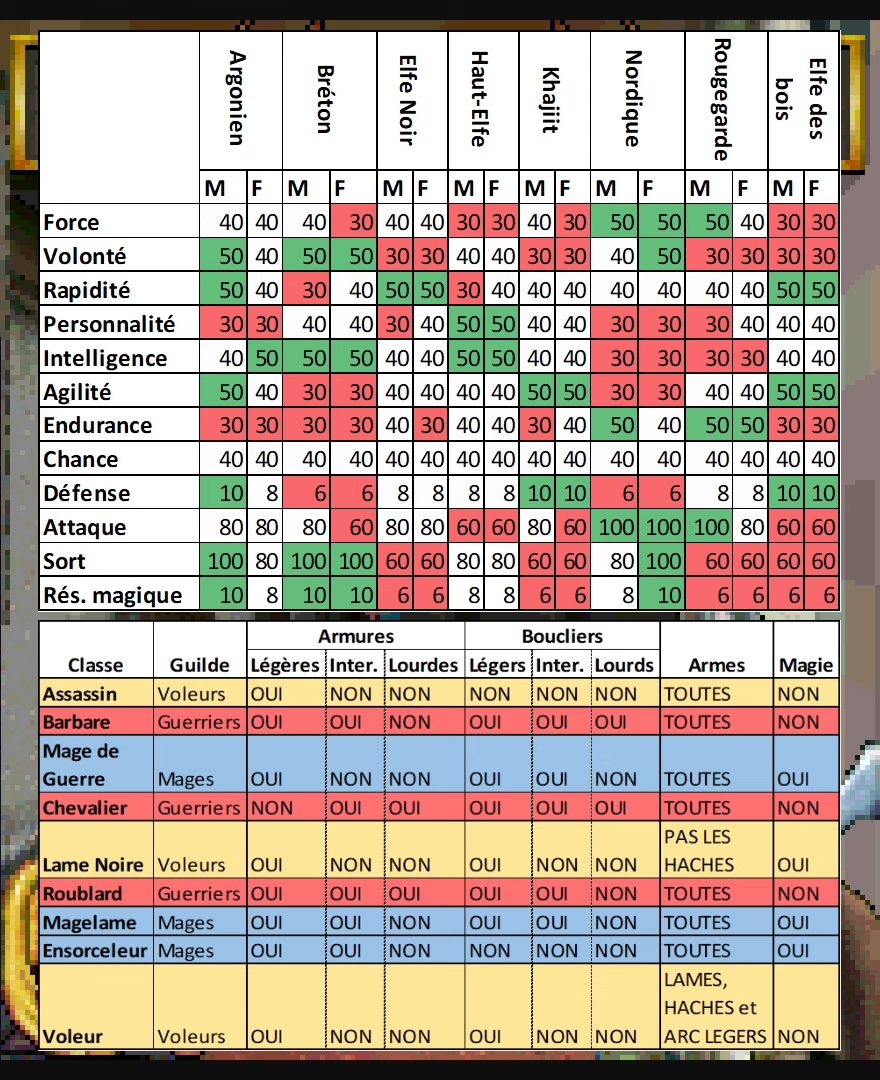 Argonien Bréton Elfe Noir Haut-Elfe Khajiit Nordique Rougegarde Elfe des bois
M F M F M F M F M F M F M F M F
Force 40 40 40 30 40 40 30 30 40 30 50 50 50 40 30 30
Volonté 50 40 50 50 30 30 40 40 30 30 40 50 30 30 30 30
Rapidité 50 40 30 40 50 50 30 40 40 40 40 40 40 40 50 50
Personnalité 30 30 40 40 30 40 50 50 40 40 30 30 30 40 40 40
Intelligence 40 50 50 50 40 40 50 50 40 40 30 30 30 30 40 40
Agilité 50 40 30 30 40 40 40 40 50 50 30 30 40 40 50 50
Endurance 30 30 30 30 40 30 40 40 30 40 50 40 50 50 30 30
Chance 40 40 40 40 40 40 40 40 40 40 40 40 40 40 40 40
Défense 10 8 6 6 8 8 8 8 10 10 6 6 8 8 10 10
Attaque 80 80 80 60 80 80 60 60 80 60 100 100 100 80 60 60
Sort 100 80 100 100 60 60 80 80 60 60 80 100 60 60 60 60
Rés. magique 10 8 10 10 6 6 8 8 6 6 8 10 6 6 6 6
Armures Boucliers
Classe Guilde Légères Inter. Lourdes Légers Inter. Lourds Armes Magie
Assassin Voleurs OUI NON NON NON NON NON TOUTES NON
Barbare Guerriers OUI OUI NON OUI OUI OUI TOUTES NON
Mage de
Guerre Mages OUI NON NON OUI OUI NON TOUTES OUI
Chevalier Guerriers NON OUI OUI OUI OUI OUI TOUTES NON
PAS LES
Lame Noire Voleurs OUI NON NON OUI NON NON HACHES OUI
Roublard Guerriers OUI OUI OUI OUI OUI NON TOUTES NON
Magelame Mages OUI OUI NON OUI OUI NON TOUTES OUI
Ensorceleur Mages OUI OUI NON NON NON NON TOUTES OUI
LAMES,
HACHES et
Voleur Voleurs OUI NON NON OUI NON NON ARC LEGERS NON